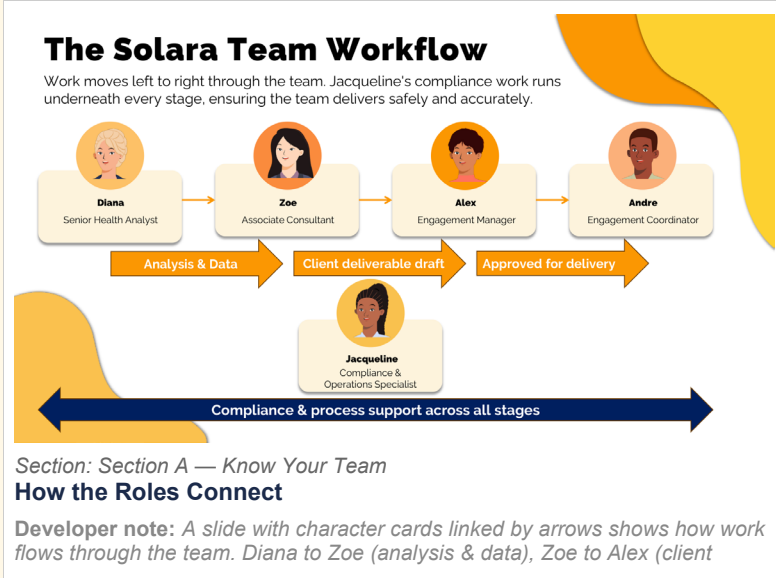 The Solara Team Workflow
Work moves left to right through the team. Jacqueline's compliance work runs
underneath every stage, ensuring the team delivers safely and accurately.
Diana
Senior Health Analyst
Zoe
Associate Consultant
Alex
Engagement Manager
Andre
Engagement Coordinator
Analysis & Data
Client deliverable draft
Approved for delivery
Jacqueline
Compliance &
Operations Specialist
Compliance & process support across all stages
Section: Section A — Know Your Team
How the Roles Connect
Developer note: A slide with character cards linked by arrows shows how work
flows through the team. Diana to Zoe (analysis & data), Zoe to Alex (client